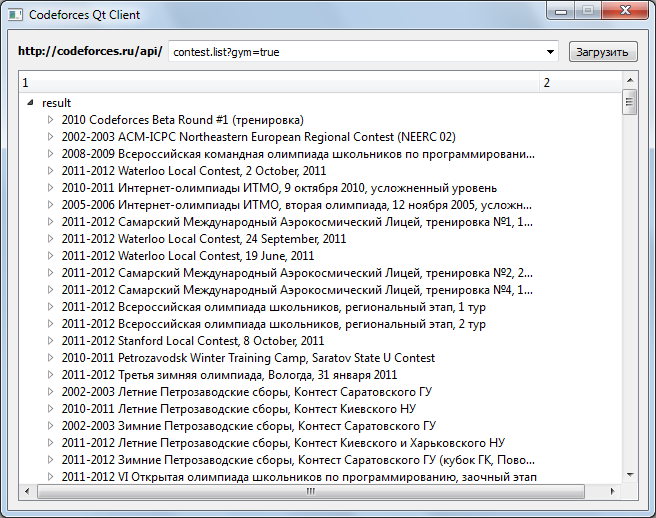 Codeforces Qt Client
http://codeforces.ru/api/ contest.list?gym=true Загрузить
1 2
result
2010 Codeforces Beta Round #1 (тренировка)
2002-2003 ACM-ICPC Northeastern European Regional Contest (NEERC 02)
2008-2009 Всероссийская командная олимпиада школьников по программировани...
2011-2012 Waterloo Local Contest, 2 October, 2011
2010-2011 Интернет-олимпиады ИТМО, 9 октября 2010, усложненный уровень
2005-2006 Интернет-олимпиады ИТМО, вторая олимпиада, 12 ноября 2005, усложн...
2011-2012 Самарский Международный Аэрокосмический Лицей, тренировка №1, 1...
2011-2012 Waterloo Local Contest, 24 September, 2011
2011-2012 Waterloo Local Contest, 19 June, 2011
2011-2012 Самарский Международный Аэрокосмический Лицей, тренировка №2, 2...
2011-2012 Самарский Международный Аэрокосмический Лицей, тренировка №4, 1...
2011-2012 Всероссийская олимпиада школьников, региональный этап, 1 тур
2011-2012 Всероссийская олимпиада школьников, региональный этап, 2 тур
2011-2012 Stanford Local Contest, 8 October, 2011
2010-2011 Petrozavodsk Winter Training Camp, Saratov State U Contest
2011-2012 Третья зимняя олимпиада, Вологда, 31 января 2011
2002-2003 Летние Петрозаводские сборы, Контест Саратовского ГУ
2010-2011 Летние Петрозаводские сборы, Контест Киевского НУ
2002-2003 Зимние Петрозаводские сборы, Контест Саратовского ГУ
2011-2012 Летние Петрозаводские сборы, Контест Киевского и Харьковского НУ
2011-2012 Зимние Петрозаводские сборы, Контест Саратовского ГУ (кубок ГК, Пово...
2011-2012 VI Открытая олимпиада школьников по программированию, заочный этап